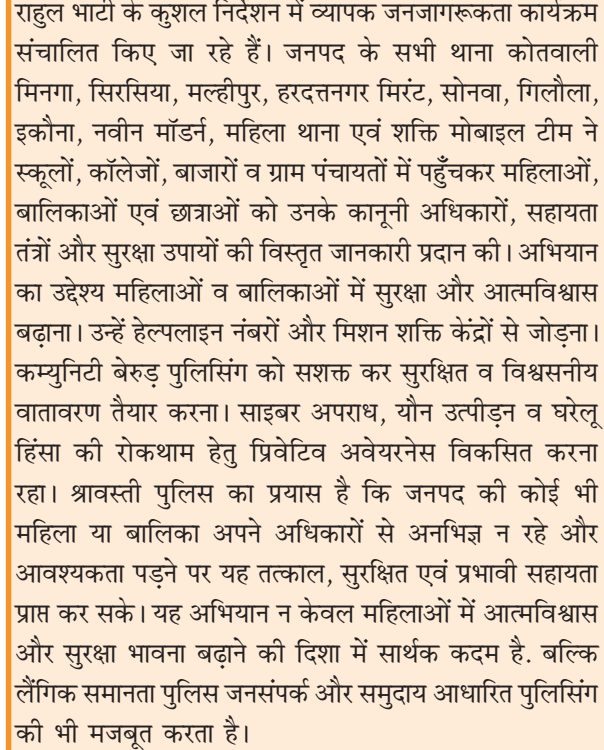 राहुल भाटी के कुशल निर्देशन में व्यापक जनजागरूकता कार्यक्रम
संचालित किए जा रहे हैं। जनपद के सभी थाना कोतवाली
मिनगा, सिरसिया, मल्हीपुर, हरदत्तनगर मिरंट, सोनवा, गिलौला,
इकौना, नवीन मॉडर्न, महिला थाना एवं शक्ति मोबाइल टीम ने
स्कूलों, कॉलेजों, बाजारों व ग्राम पंचायतों में पहुँचकर महिलाओं,
बालिकाओं एवं छात्राओं को उनके कानूनी अधिकारों, सहायता
तंत्रों और सुरक्षा उपायों की विस्तृत जानकारी प्रदान की। अभियान
का उद्देश्य महिलाओं व बालिकाओं में सुरक्षा और आत्मविश्वास
बढ़ाना। उन्हें हेल्पलाइन नंबरों और मिशन शक्ति केंद्रों से जोड़ना।
कम्युनिटी बेरुड़ पुलिसिंग को सशक्त कर सुरक्षित व विश्वसनीय
वातावरण तैयार करना। साइबर अपराध, यौन उत्पीड़न व घरेलू
हिंसा की रोकथाम हेतु प्रिवेटिव अवेयरनेस विकसित करना
रहा। श्रावस्ती पुलिस का प्रयास है कि जनपद की कोई भी
महिला या बालिका अपने अधिकारों से अनभिज्ञ न रहे और
आवश्यकता पड़ने पर यह तत्काल, सुरक्षित एवं प्रभावी सहायता
प्राप्त कर सके। यह अभियान न केवल महिलाओं में आत्मविश्वास
और सुरक्षा भावना बढ़ाने की दिशा में सार्थक कदम है. बल्कि
लैंगिक समानता पुलिस जनसंपर्क और समुदाय आधारित पुलिसिंग
की भी मजबूत करता है।